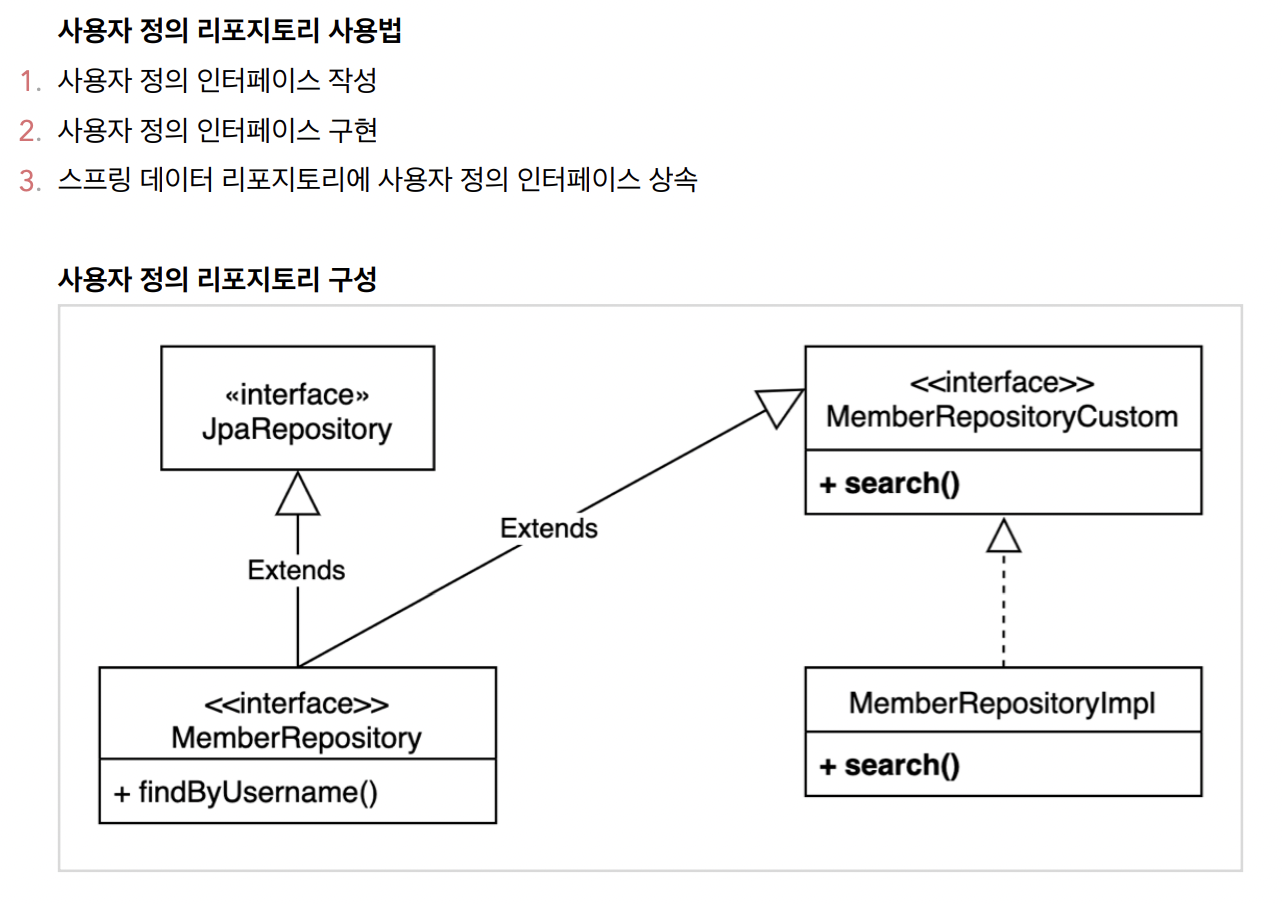 사용자 정의 리포지토리 사용법
1. 사용자 정의 인터페이스 작성
2. 사용자 정의 인터페이스 구현
3. 스프링 데이터 리포지토리에 사용자 정의 인터페이스 상속
사용자 정의 리포지토리 구성
«interface»
JpaRepository
<<interface>>
MemberRepositoryCustom
+ search()
Extends
Extends
<<interface>>
MemberRepository
+ findByUsername()
MemberRepositoryImpl
+ search()